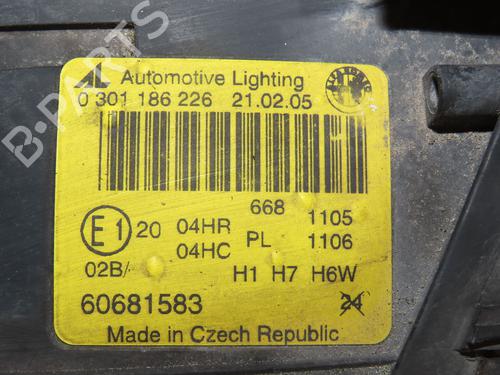 B-PARTS
AL Automotive Lighting
0 301 186 226 21.02.05
668
E1 20 04HR PL 1105
04HC 1106
02B/ H1 H7 H6W
60681583 24
Made in Czech Republic